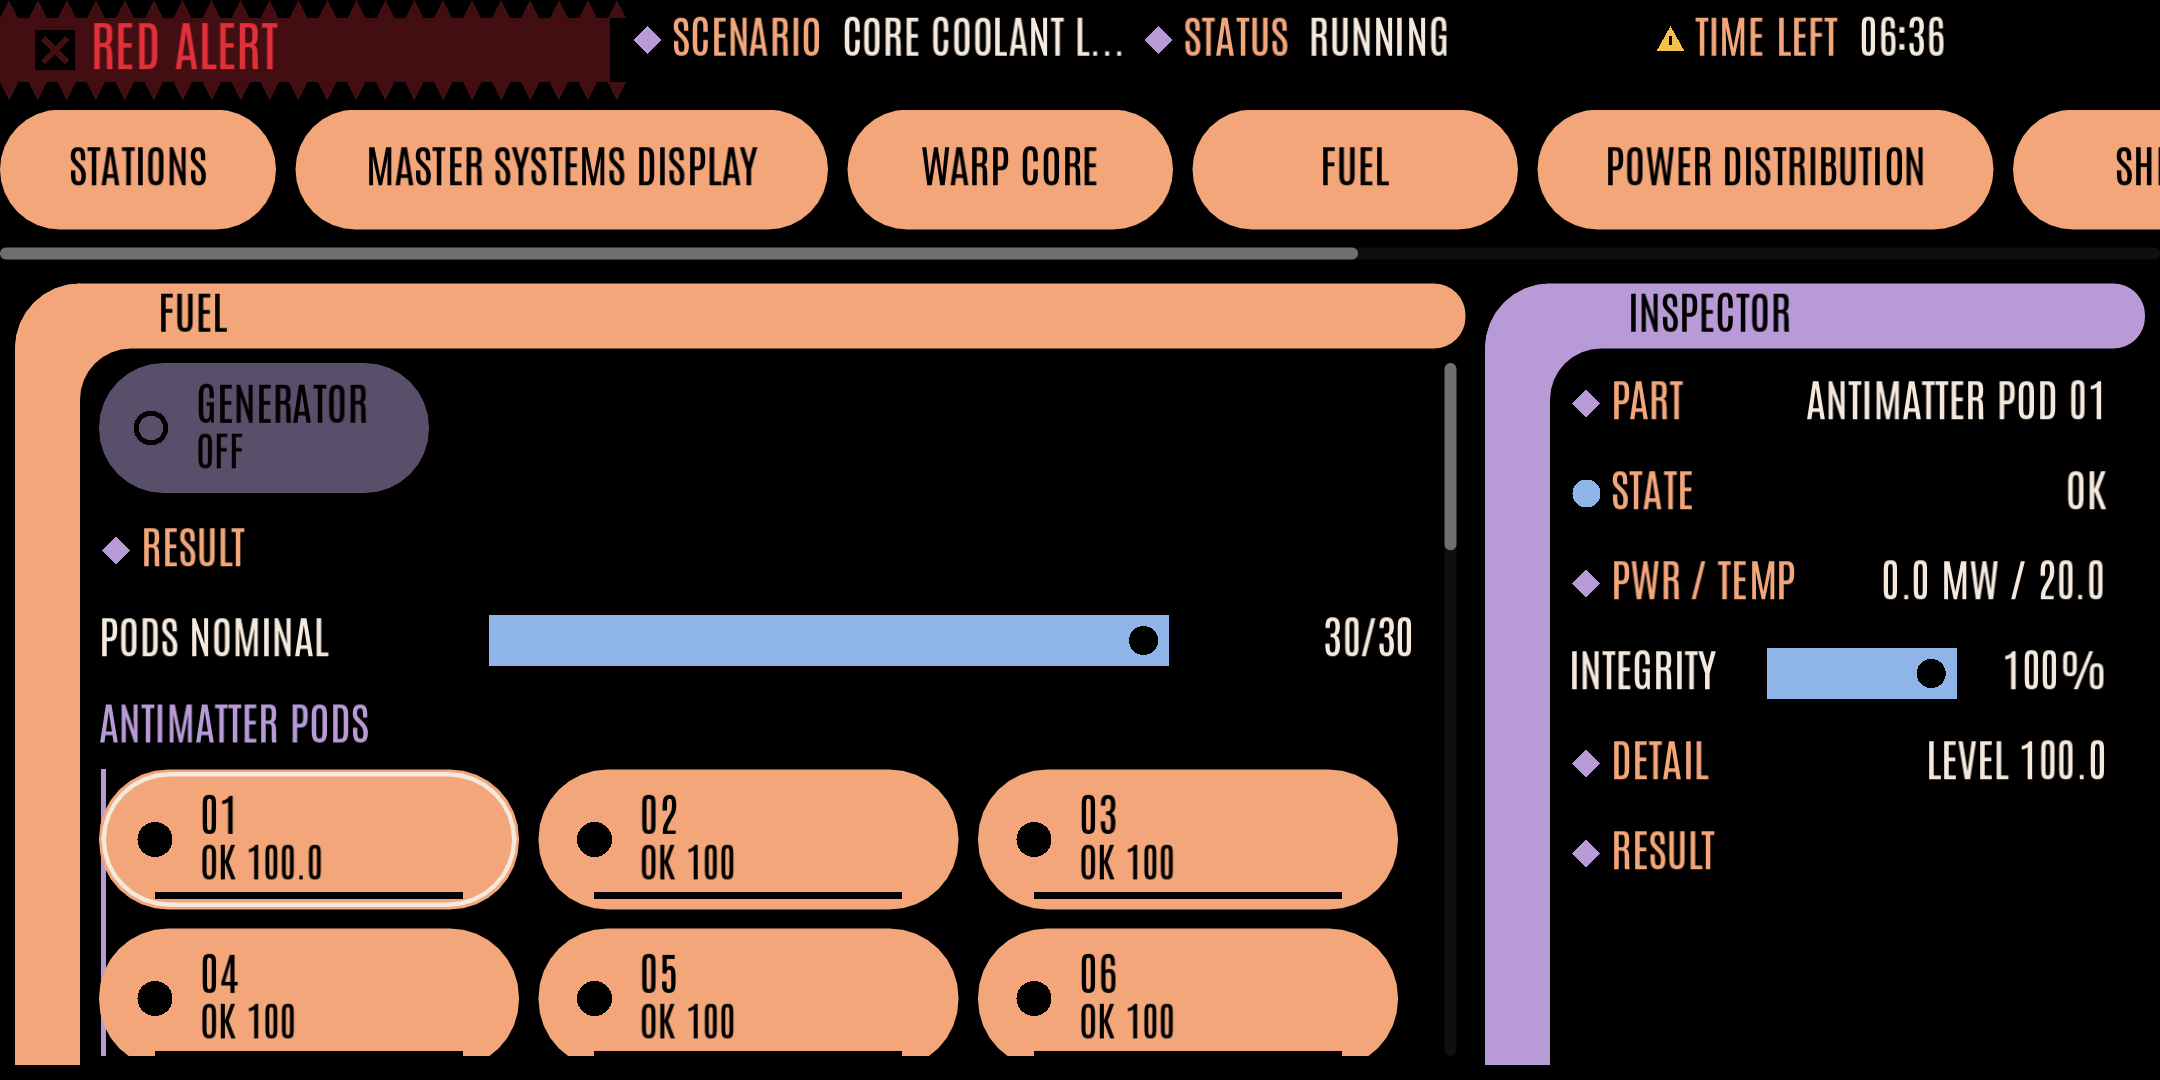 RED ALERT
SCENARIO CORE COOLANT L...
STATUS RUNNING
TIME LEFT 06:36
STATIONS
MASTER SYSTEMS DISPLAY
WARP CORE
FUEL
POWER DISTRIBUTION
FUEL
GENERATOR
OFF
RESULT
PODS NOMINAL 30/30
ANTIMATTER PODS
01
OK 100.0
02
OK 100
03
OK 100
04
OK 100
05
OK 100
06
OK 100
INSPECTOR
PART ANTIMATTER POD 01
STATE OK
PWR / TEMP 0.0 MW / 20.0
INTEGRITY 100%
DETAIL LEVEL 100.0
RESULT